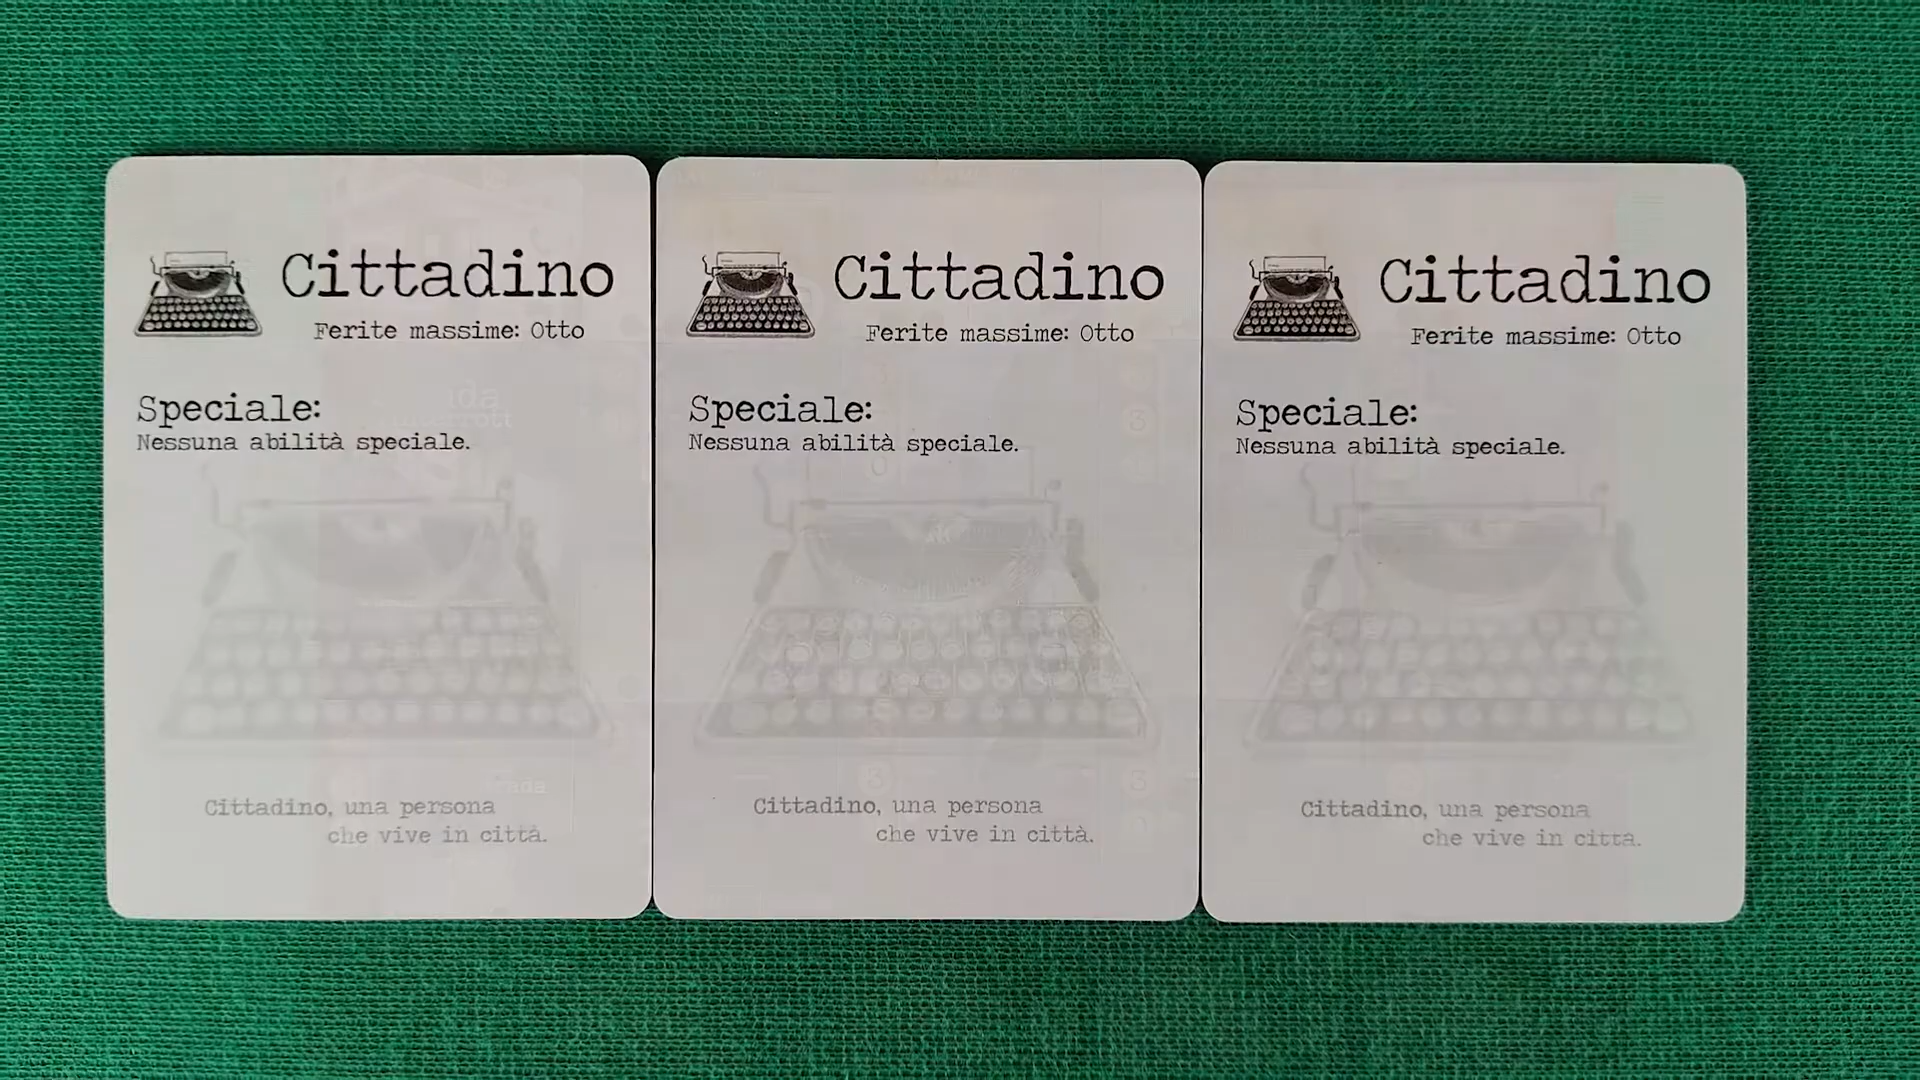 Cittadino
Ferite massime: Otto
Speciale:
Nessuna abilità speciale.
Cittadino, una persona
che vive in città.
Cittadino
Ferite massime: Otto
Speciale:
Nessuna abilità speciale.
Cittadino, una persona
che vive in città.
Cittadino
Ferite massime: Otto
Speciale:
Nessuna abilità speciale.
Cittadino, una persona
che vive in città.